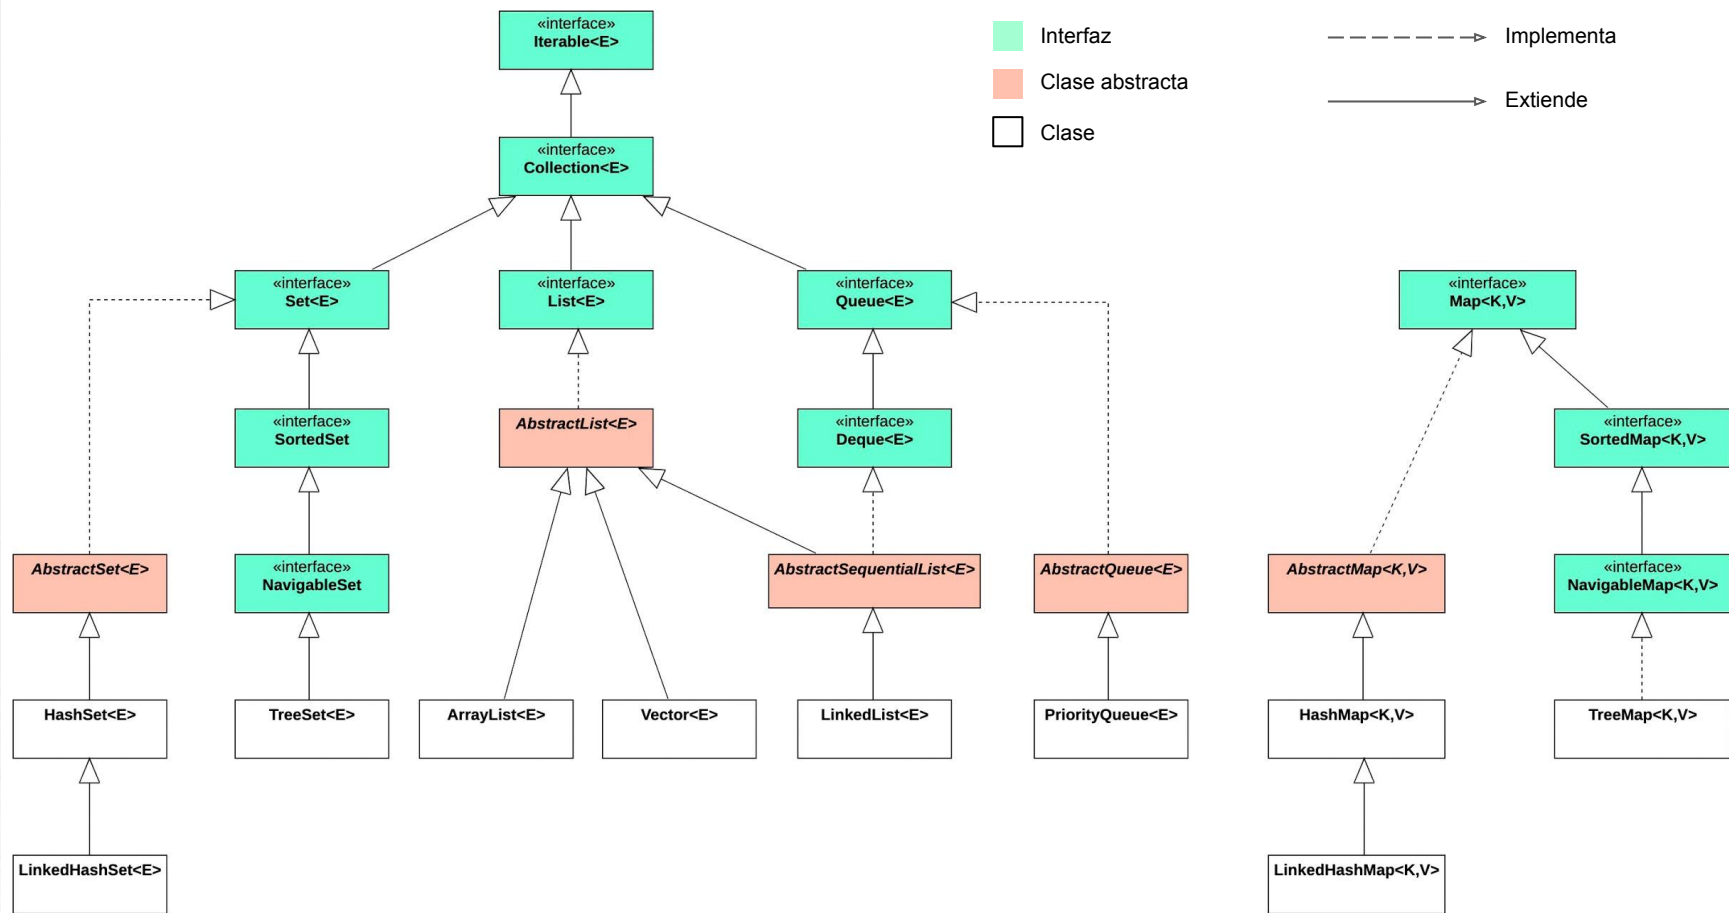 «interface»
Iterable<E>
Interfaz
Implementa
Clase abstracta
Extiende
Clase
«interface»
Collection<E>
«interface»
Set<E>
«interface»
List<E>
«interface»
Queue<E>
«interface»
Map<K,V>
«interface»
SortedSet
AbstractList<E>
«interface»
Deque<E>
«interface»
SortedMap<K,V>
AbstractSet<E>
«interface»
NavigableSet
AbstractSequentialList<E>
AbstractQueue<E>
AbstractMap<K,V>
«interface»
NavigableMap<K,V>
HashSet<E>
TreeSet<E>
ArrayList<E>
Vector<E>
LinkedList<E>
PriorityQueue<E>
HashMap<K,V>
TreeMap<K,V>
LinkedHashSet<E>
LinkedHashMap<K,V>